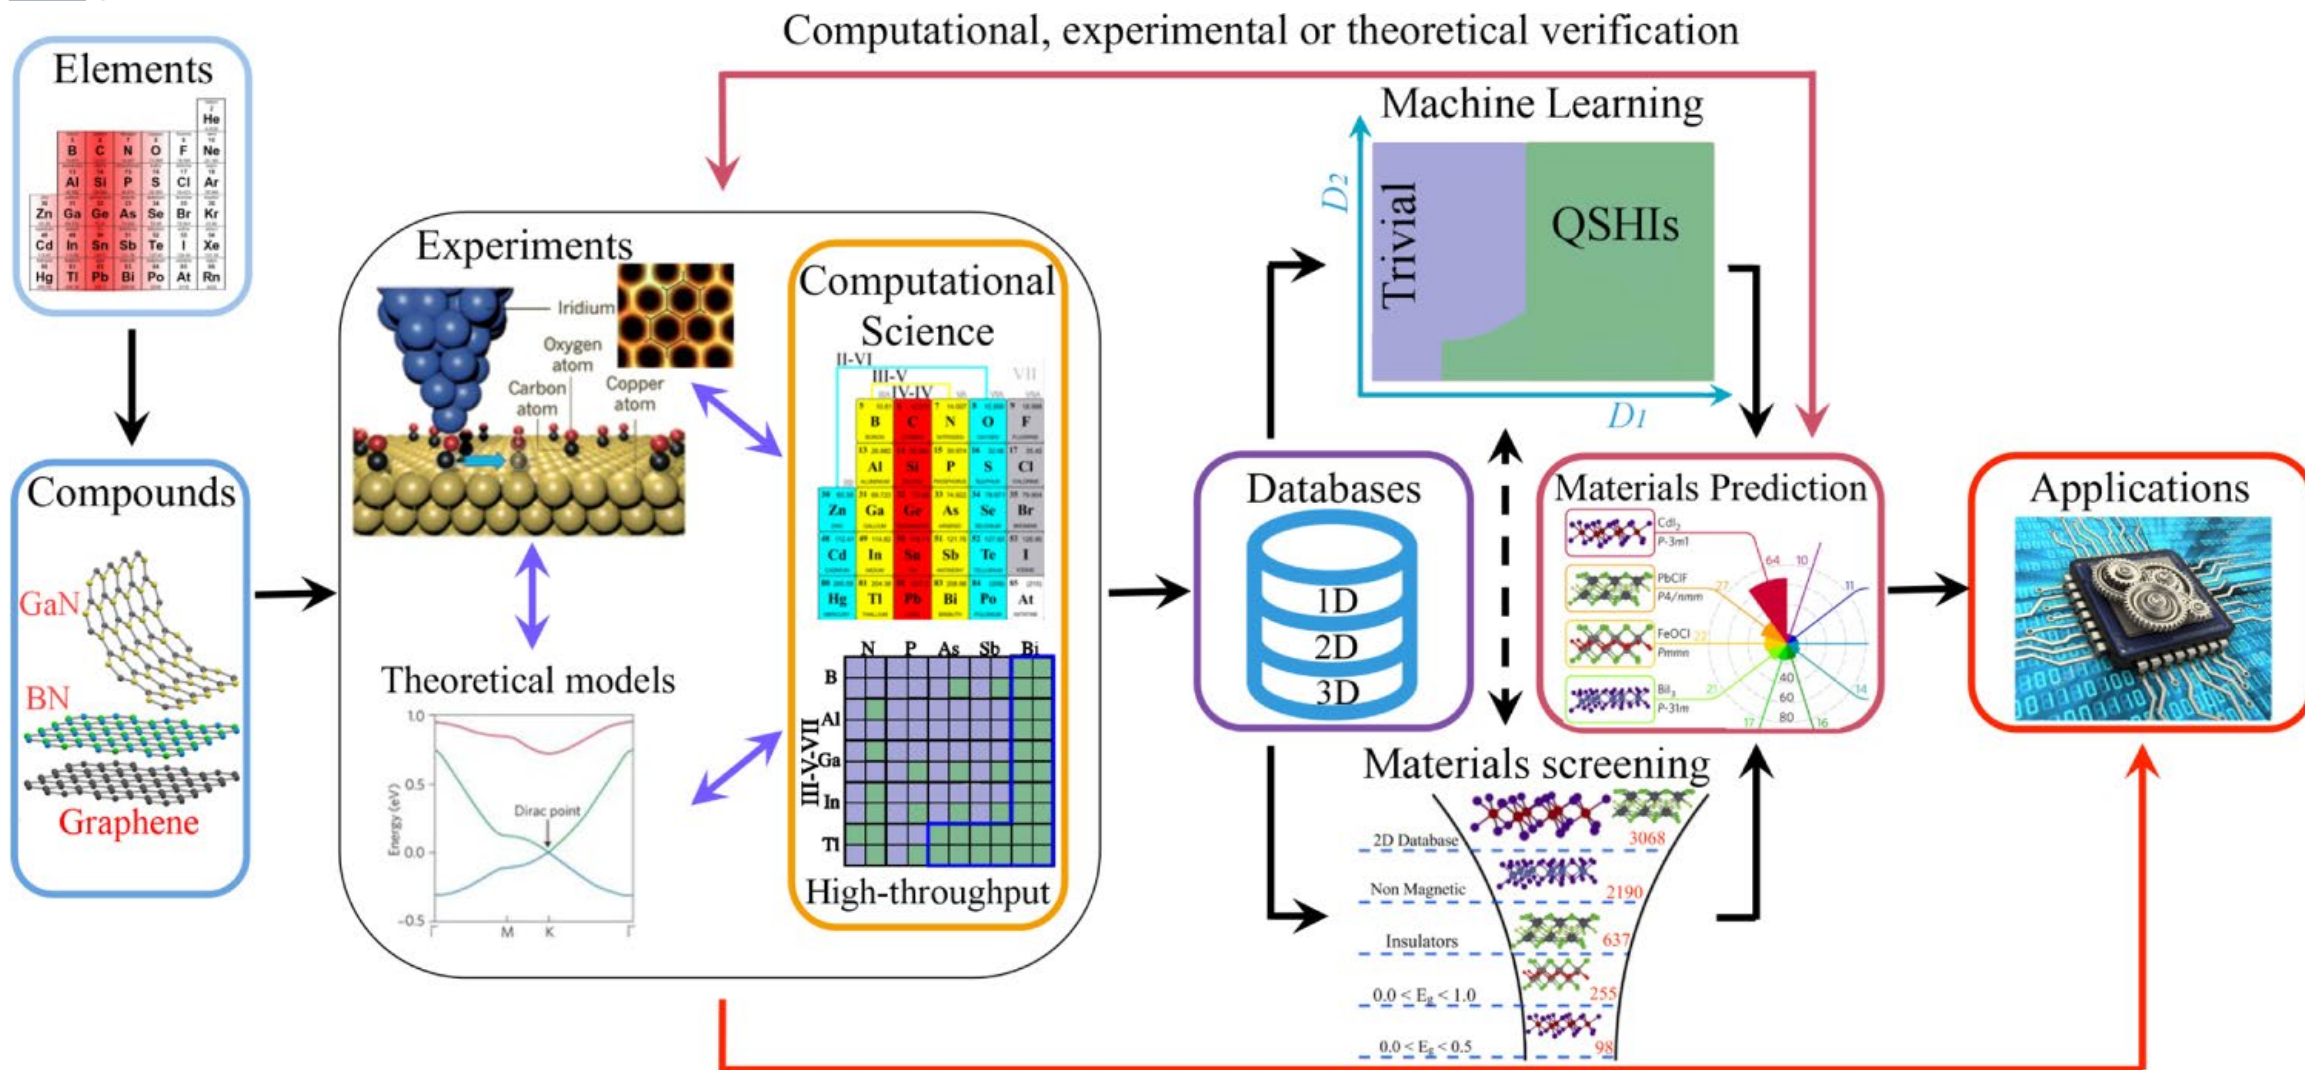 Computational, experimental or theoretical verification
Elements
He
B C N O F Ne
Al Si P S Cl Ar
Zn Ga Ge As Se Br Kr
Cd In Sn Sb Te I Xe
Hg Tl Pb Bi Po At Rn
Compounds
GaN
BN
Graphene
Experiments
Iridium
Oxygen
atom
Carbon
atom
Copper
atom
Theoretical models
1.0
0.5
0.0
-0.5
Energy (eV)
Dirac point
Γ M K Γ
Computational
Science
II-VI
III-V
IV-IV
VII
B C N O F
Al Si P S Cl
Zn Ga Ge As Se Br
Cd In Sn Sb Te I
Hg Tl Pb Bi Po At
N P As Sb Bi
B
Al
Ga
In
Tl
III-V-VII
High-throughput
Databases
1D
2D
3D
Machine Learning
D2
Trivial
QSHIs
D1
Materials Prediction
CdI2
P-3m1
PbClF
P4/nmm
FeOCl
Pmmn
BiI3
P-31m
64
10
11
14
16
17
21
22
27
40
60
80
Materials screening
2D Database
3068
Non Magnetic
2190
Insulators
637
0.0 < Eg < 1.0
255
0.0 < Eg < 0.5
98
Applications